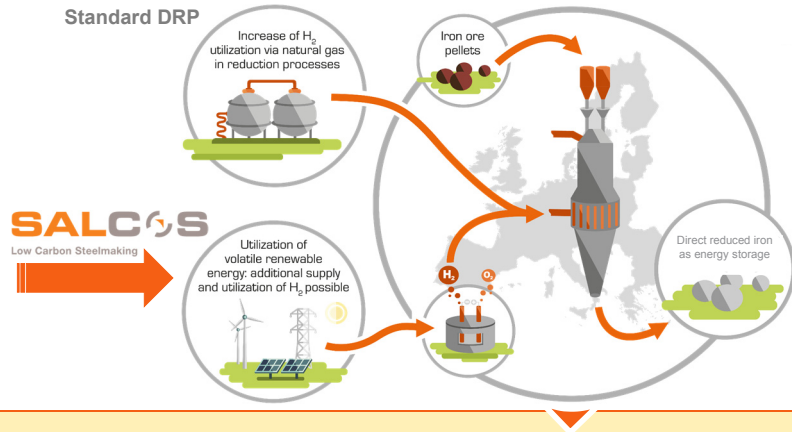 Standard DRP
Increase of H₂
utilization via natural gas
in reduction processes
Iron ore
pellets
SALCOS
Low Carbon Steelmaking
Utilization of
volatile renewable
energy: additional supply
and utilization of H₂ possible
H₂
O₂
Direct reduced iron
as energy storage